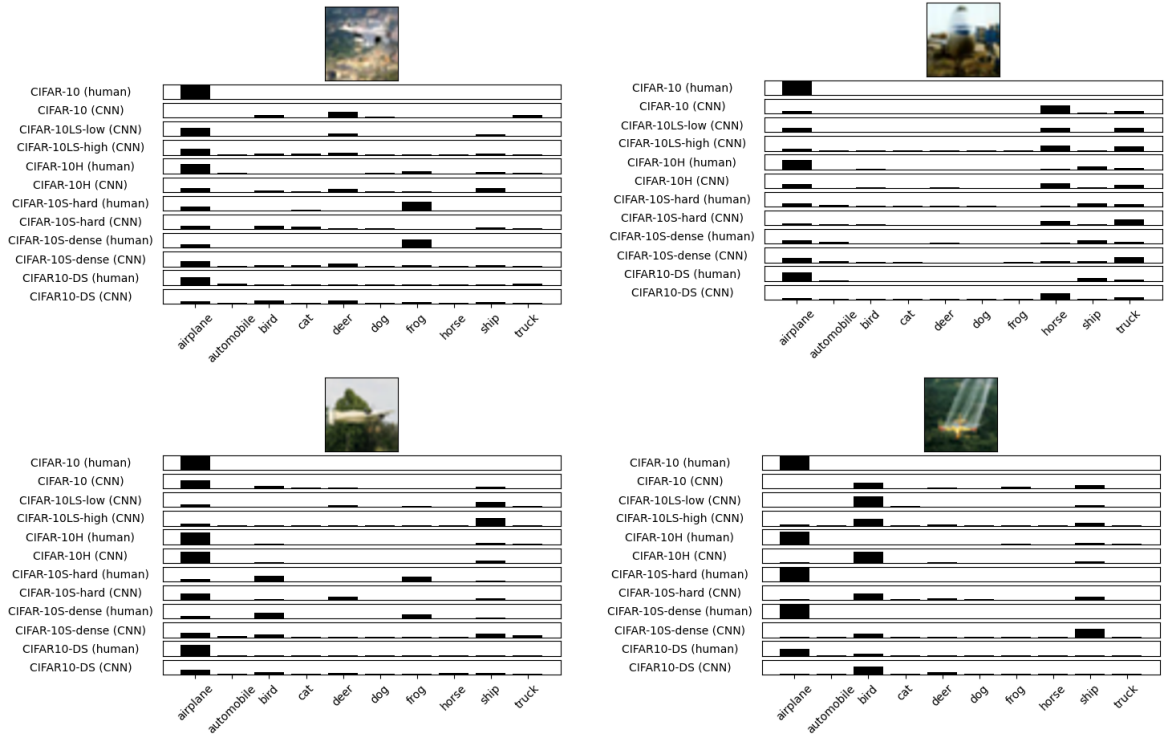 CIFAR-10 (human)
CIFAR-10 (CNN)
CIFAR-10LS-low (CNN)
CIFAR-10LS-high (CNN)
CIFAR-10H (human)
CIFAR-10H (CNN)
CIFAR-10S-hard (human)
CIFAR-10S-hard (CNN)
CIFAR-10S-dense (human)
CIFAR-10S-dense (CNN)
CIFAR10-DS (human)
CIFAR10-DS (CNN)
airplane automobile bird cat deer dog frog horse ship truck
CIFAR-10 (human)
CIFAR-10 (CNN)
CIFAR-10LS-low (CNN)
CIFAR-10LS-high (CNN)
CIFAR-10H (human)
CIFAR-10H (CNN)
CIFAR-10S-hard (human)
CIFAR-10S-hard (CNN)
CIFAR-10S-dense (human)
CIFAR-10S-dense (CNN)
CIFAR10-DS (human)
CIFAR10-DS (CNN)
airplane automobile bird cat deer dog frog horse ship truck
CIFAR-10 (human)
CIFAR-10 (CNN)
CIFAR-10LS-low (CNN)
CIFAR-10LS-high (CNN)
CIFAR-10H (human)
CIFAR-10H (CNN)
CIFAR-10S-hard (human)
CIFAR-10S-hard (CNN)
CIFAR-10S-dense (human)
CIFAR-10S-dense (CNN)
CIFAR10-DS (human)
CIFAR10-DS (CNN)
airplane automobile bird cat deer dog frog horse ship truck
CIFAR-10 (human)
CIFAR-10 (CNN)
CIFAR-10LS-low (CNN)
CIFAR-10LS-high (CNN)
CIFAR-10H (human)
CIFAR-10H (CNN)
CIFAR-10S-hard (human)
CIFAR-10S-hard (CNN)
CIFAR-10S-dense (human)
CIFAR-10S-dense (CNN)
CIFAR10-DS (human)
CIFAR10-DS (CNN)
airplane automobile bird cat deer dog frog horse ship truck